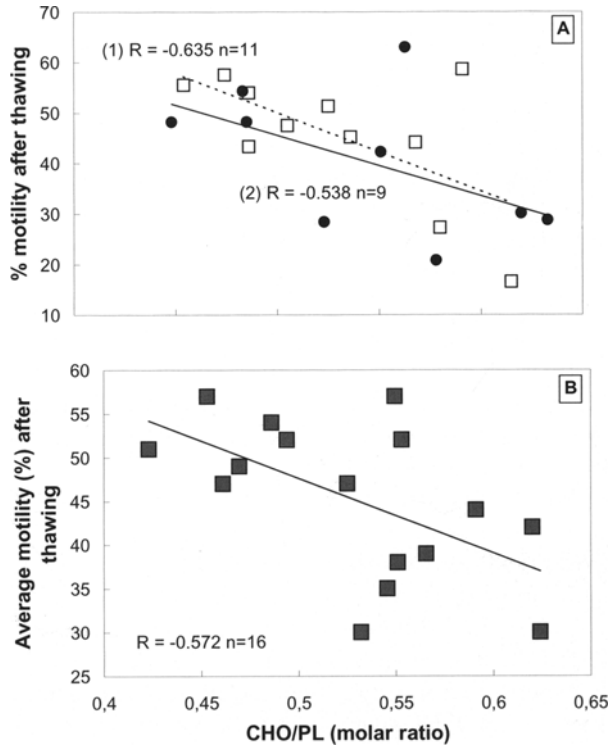 A
70
60
50
40
30
20
10
(1) R = -0.635 n=11
(2) R = -0.538 n=9
% motility after thawing
B
60
55
50
45
40
35
30
25
R = -0.572 n=16
Average motility (%) after
thawing
0,4 0,45 0,5 0,55 0,6 0,65
CHO/PL (molar ratio)